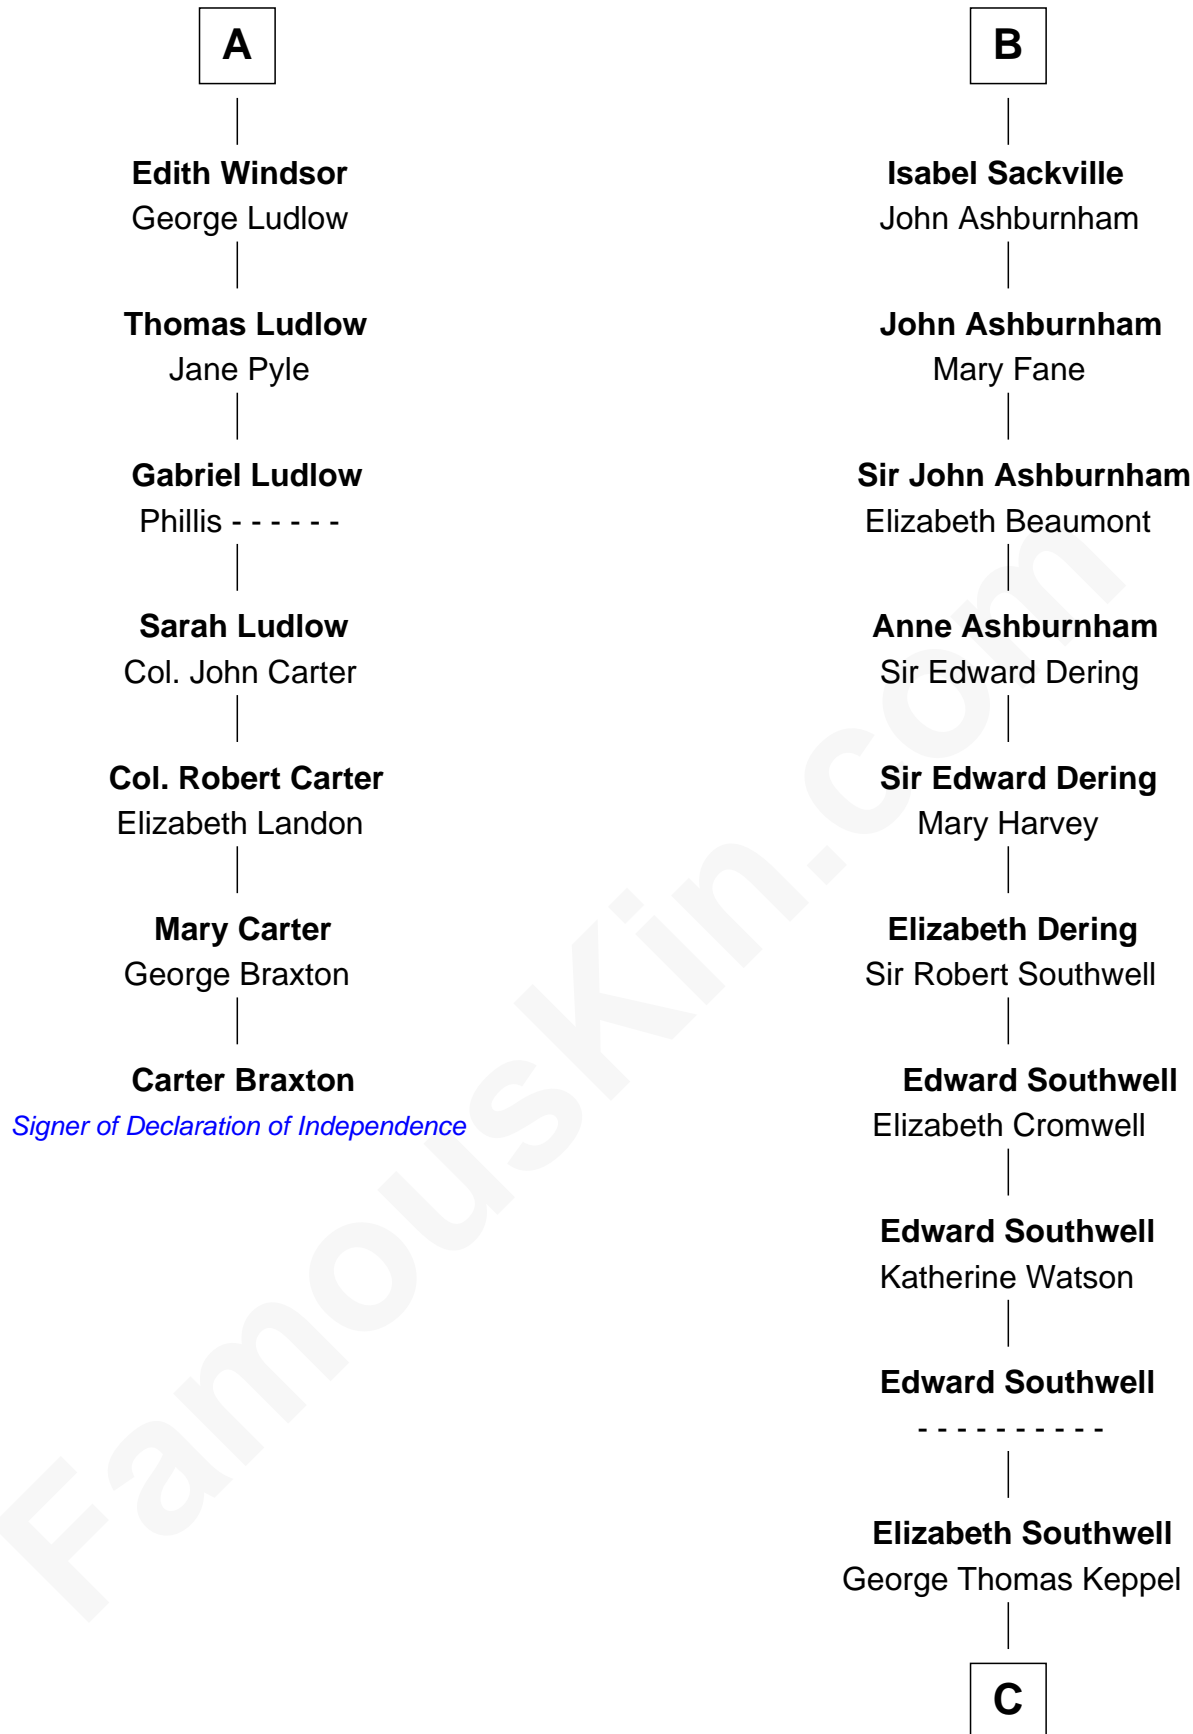 A
Edith Windsor
George Ludlow
Thomas Ludlow
Jane Pyle
Gabriel Ludlow
Phillis - - - - - -
Sarah Ludlow
Col. John Carter
Col. Robert Carter
Elizabeth Landon
Mary Carter
George Braxton
Carter Braxton
Signer of Declaration of Independence
B
Isabel Sackville
John Ashburnham
John Ashburnham
Mary Fane
Sir John Ashburnham
Elizabeth Beaumont
Anne Ashburnham
Sir Edward Dering
Sir Edward Dering
Mary Harvey
Elizabeth Dering
Sir Robert Southwell
Edward Southwell
Elizabeth Cromwell
Edward Southwell
Katherine Watson
Edward Southwell
- - - - - - - - - -
Elizabeth Southwell
George Thomas Keppel
C
FamousKin.com